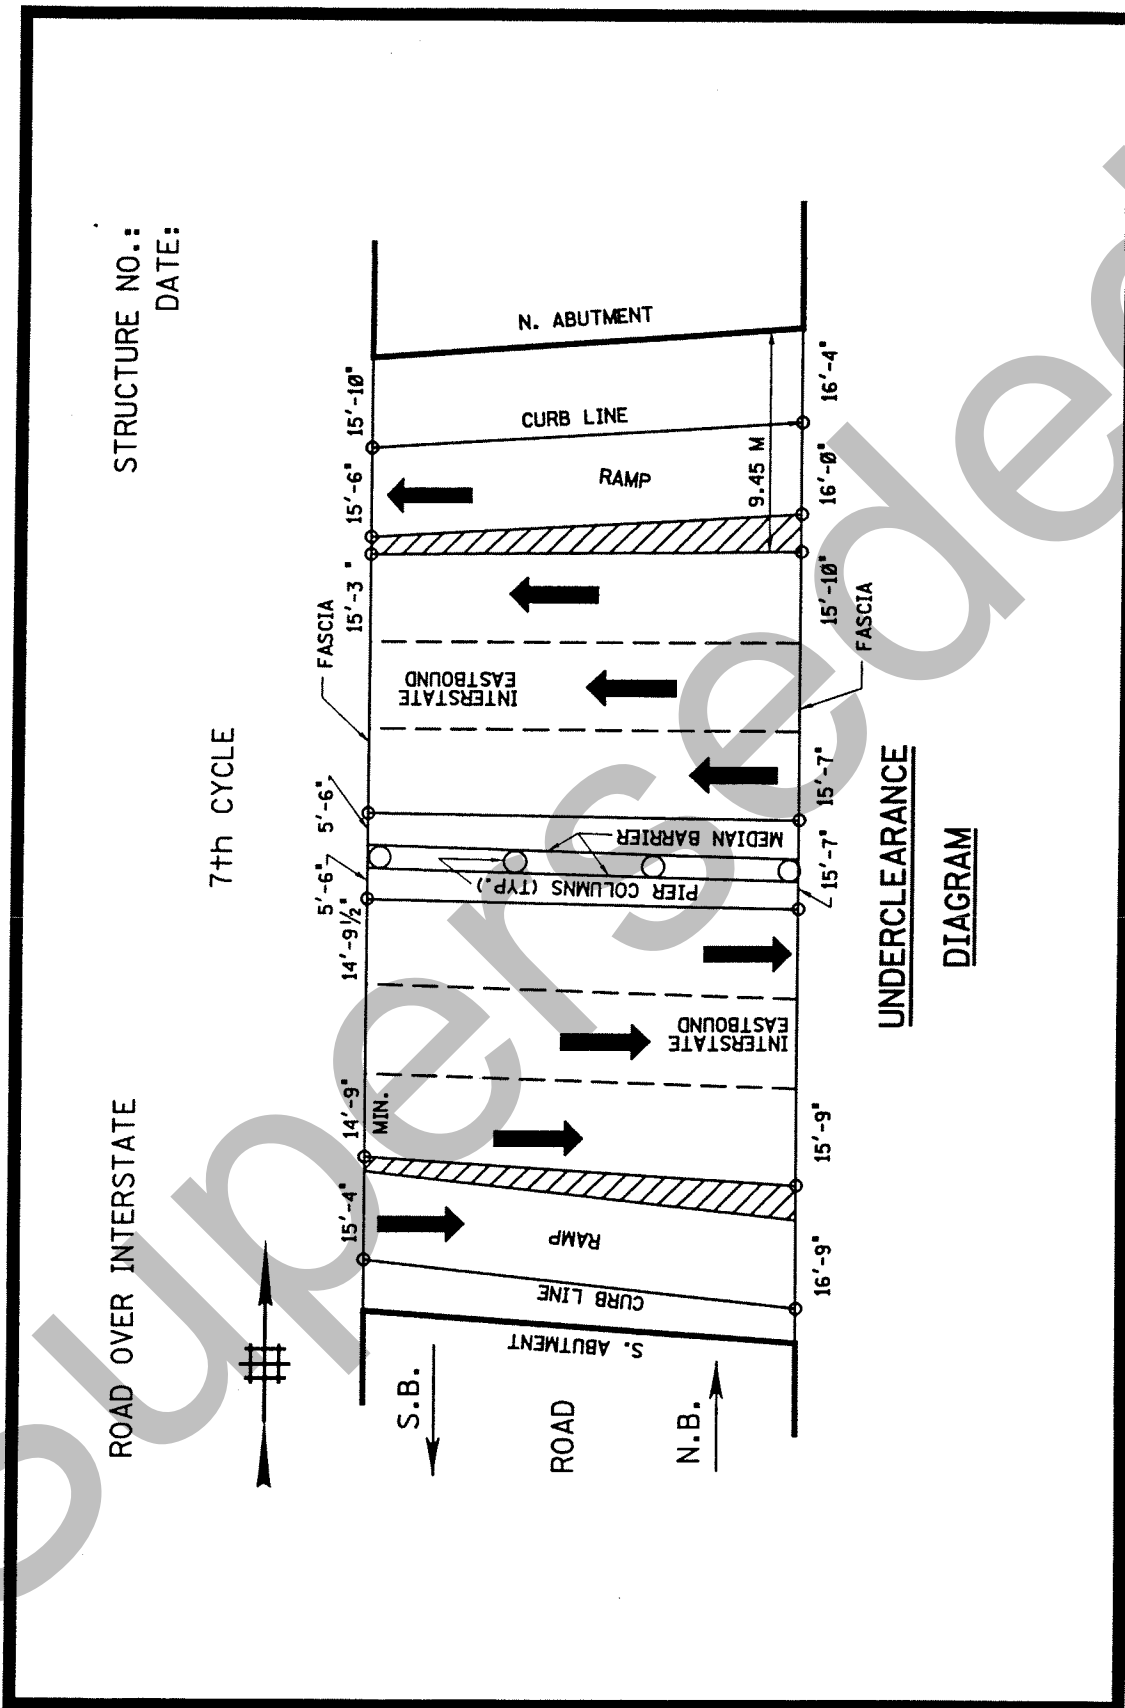 STRUCTURE NO.:
DATE:
ROAD OVER INTERSTATE
7th CYCLE
15'-4"
14'-9"
MIN.
14'-9½"
5'-6"
5'-6"
FASCIA
15'-3"
15'-6"
15'-10"
S.B.
ROAD
N.B.
S. ABUTMENT
CURB LINE
RAMP
INTERSTATE
EASTBOUND
PIER COLUMNS (TYP.)
MEDIAN BARRIER
INTERSTATE
EASTBOUND
RAMP
CURB LINE
N. ABUTMENT
9.45 M
16'-9"
15'-9"
15'-7"
15'-7"
FASCIA
15'-10"
16'-0"
16'-4"
UNDERCLEARANCE
DIAGRAM
Superseded